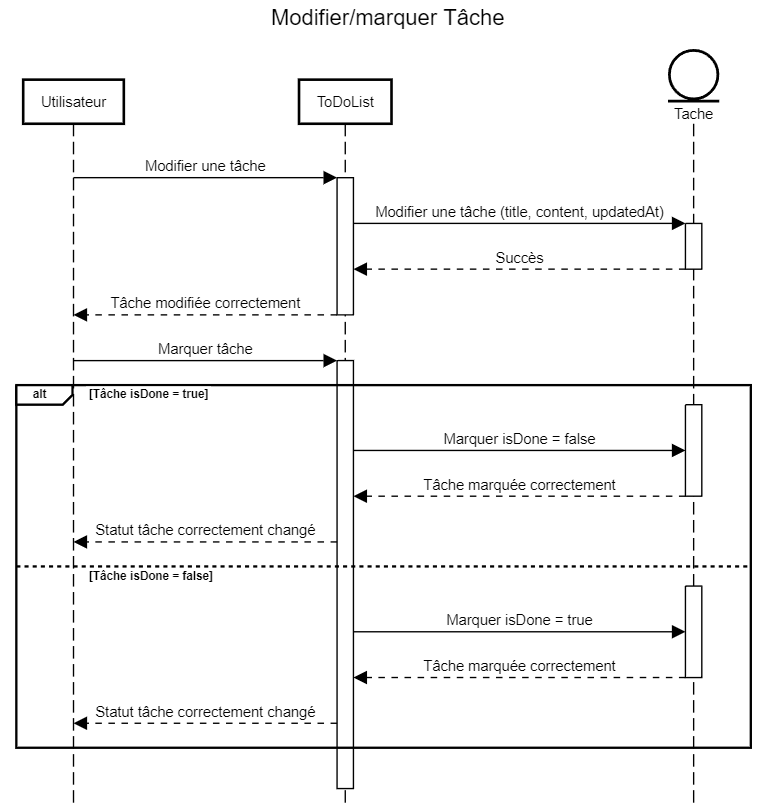 Modifier/marquer Tâche
Utilisateur
ToDoList
Tache
Modifier une tâche
Modifier une tâche (title, content, updatedAt)
Succès
Tâche modifiée correctement
Marquer tâche
alt
[Tâche isDone = true]
Marquer isDone = false
Tâche marquée correctement
Statut tâche correctement changé
[Tâche isDone = false]
Marquer isDone = true
Tâche marquée correctement
Statut tâche correctement changé